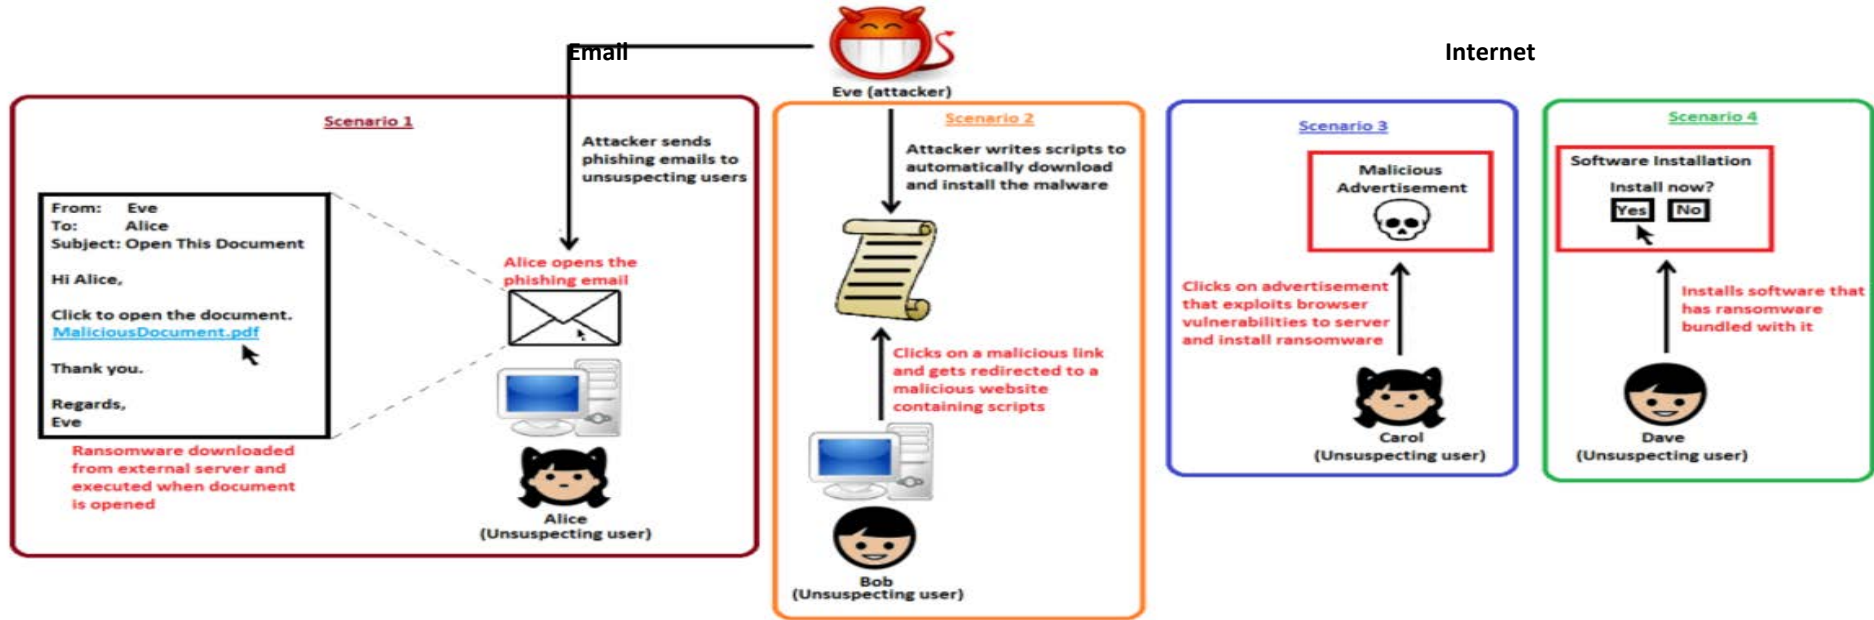 Email
Internet
Eve (attacker)
Scenario 1
Attacker sends
phishing emails to
unsuspecting users
From: Eve
To: Alice
Subject: Open This Document
Hi Alice,
Click to open the document.
MaliciousDocument.pdf
Thank you.
Regards,
Eve
Ransomware downloaded
from external server and
executed when document
is opened
Alice opens the
phishing email
Alice
(Unsuspecting user)
Scenario 2
Attacker writes scripts to
automatically download
and install the malware
Clicks on a malicious link
and gets redirected to a
malicious website
containing scripts
Bob
(Unsuspecting user)
Scenario 3
Malicious
Advertisement
Clicks on advertisement
that exploits browser
vulnerabilities to server
and install ransomware
Carol
(Unsuspecting user)
Scenario 4
Software Installation
Install now?
Yes No
Installs software that
has ransomware
bundled with it
Dave
(Unsuspecting user)